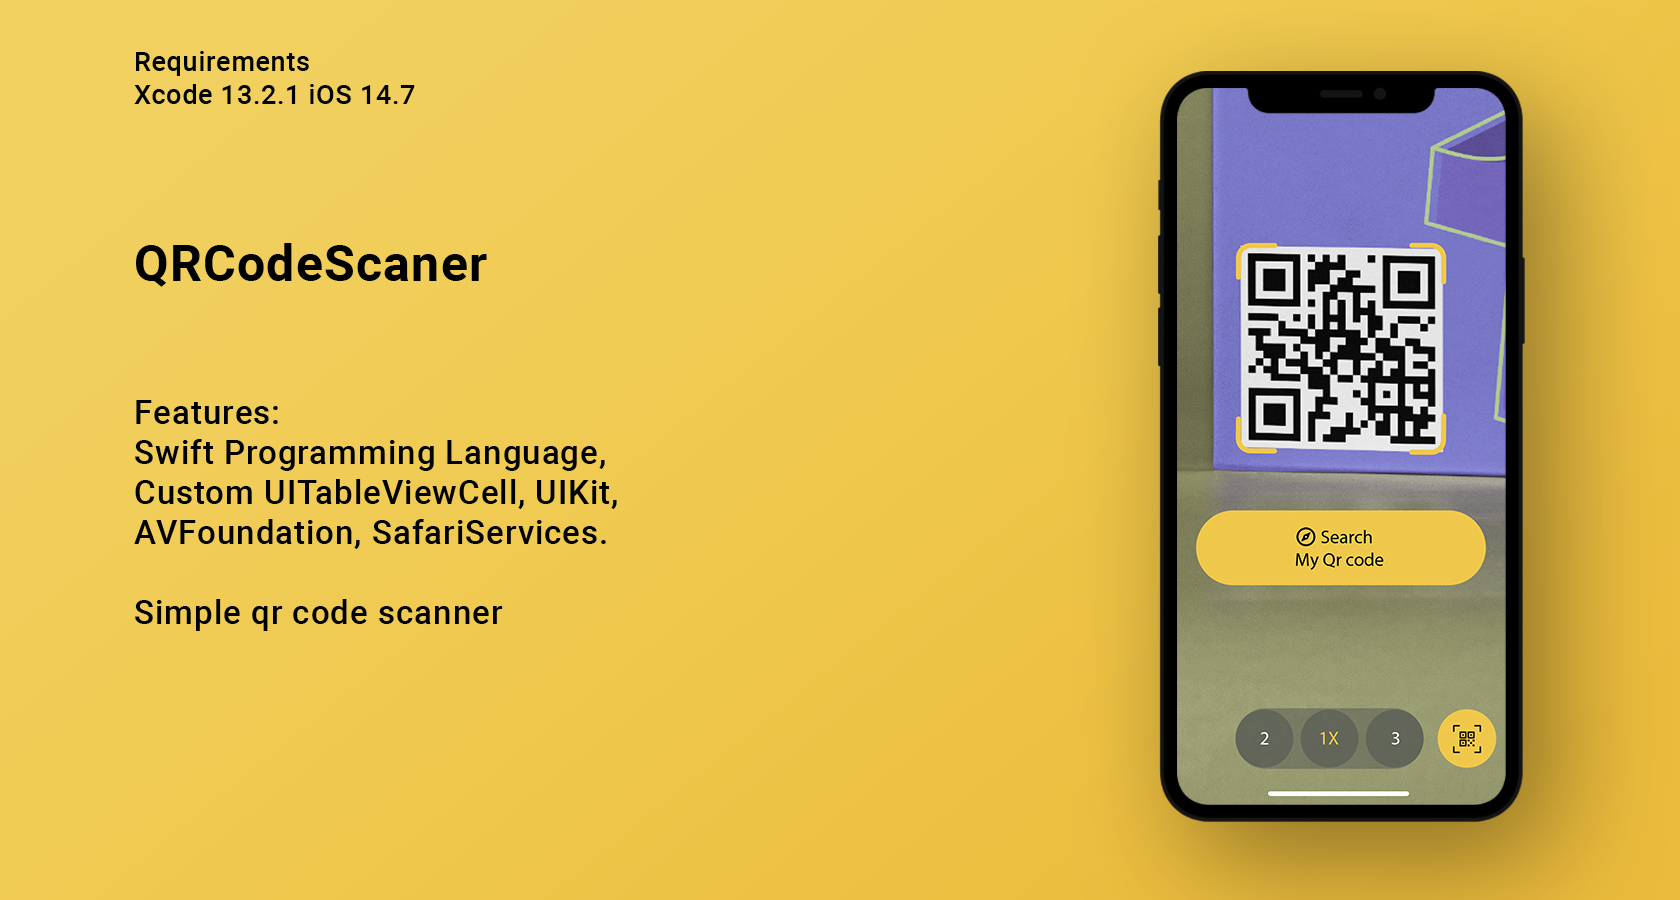 Requirements
Xcode 13.2.1 iOS 14.7
QRCodeScaner
Features:
Swift Programming Language,
Custom UITableViewCell, UIKit,
AVFoundation, SafariServices.
Simple qr code scanner
Search
My Qr code
2 1X 3